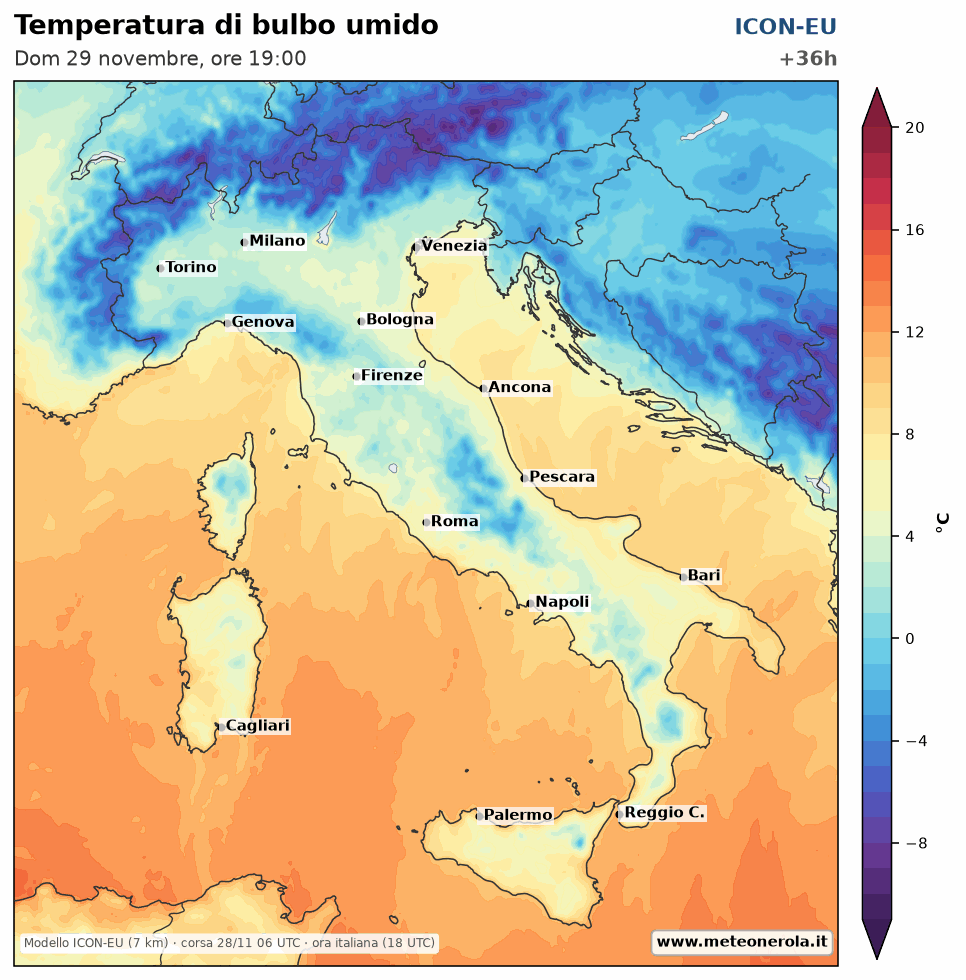 Temperatura di bulbo umido
ICON-EU
Dom 29 novembre, ore 19:00
+36h
Milano
Venezia
Torino
Genova
Bologna
Firenze
Ancona
Pescara
Roma
Bari
Napoli
Cagliari
Palermo
Reggio C.
20
16
12
8
4
0
−4
−8
°C
Modello ICON-EU (7 km) · corsa 28/11 06 UTC · ora italiana (18 UTC)
www.meteonerola.it